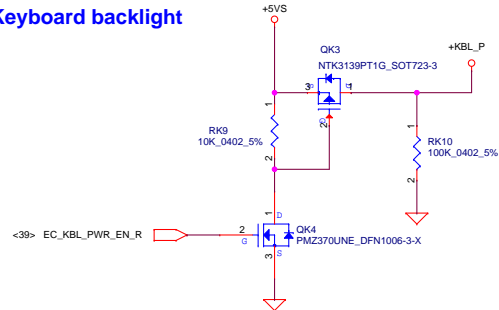 Keyboard backlight
+5VS
QK3
NTK3139PT1G_SOT723-3
+KBL_P
3
S
D
1
G
2
1
RK9
10K_0402_5%
2
1
RK10
100K_0402_5%
2
1
D
<39> EC_KBL_PWR_EN_R
2
G
QK4
PMZ370UNE_DFN1006-3-X
3
S